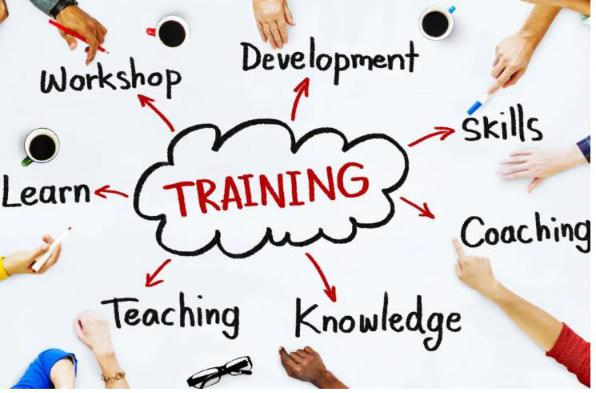 Development
Workshop
Skills
TRAINING
Learn
Coaching
Teaching
Knowledge